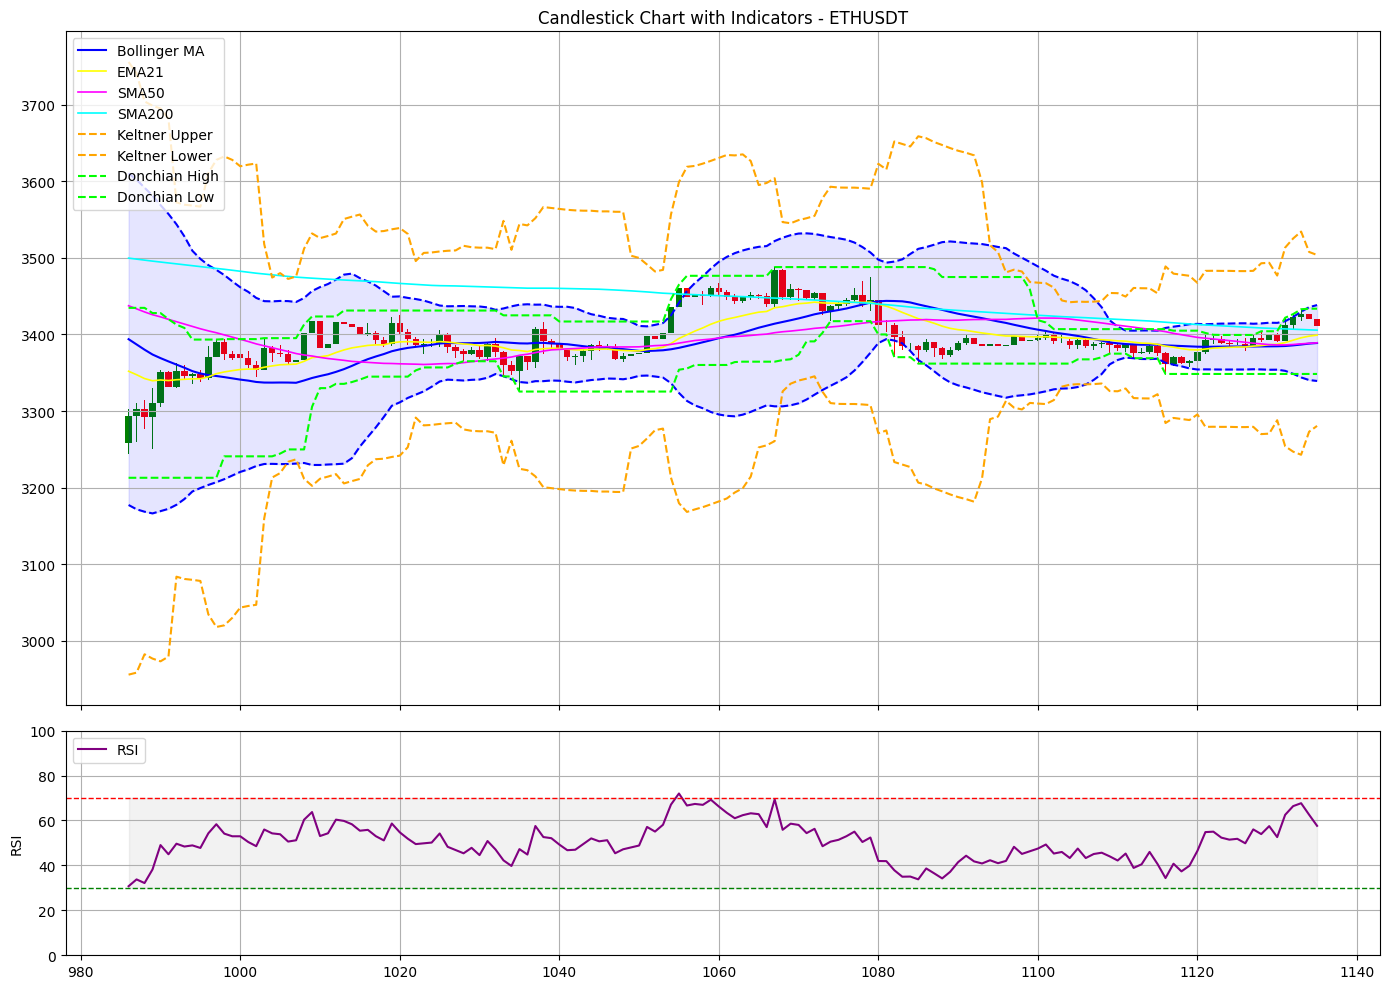 Candlestick Chart with Indicators - ETHUSDT
Bollinger MA
EMA21
SMA50
SMA200
Keltner Upper
Keltner Lower
Donchian High
Donchian Low
3700
3600
3500
3400
3300
3200
3100
3000
RSI
100
80
60
40
20
0
RSI
980
1000
1020
1040
1060
1080
1100
1120
1140